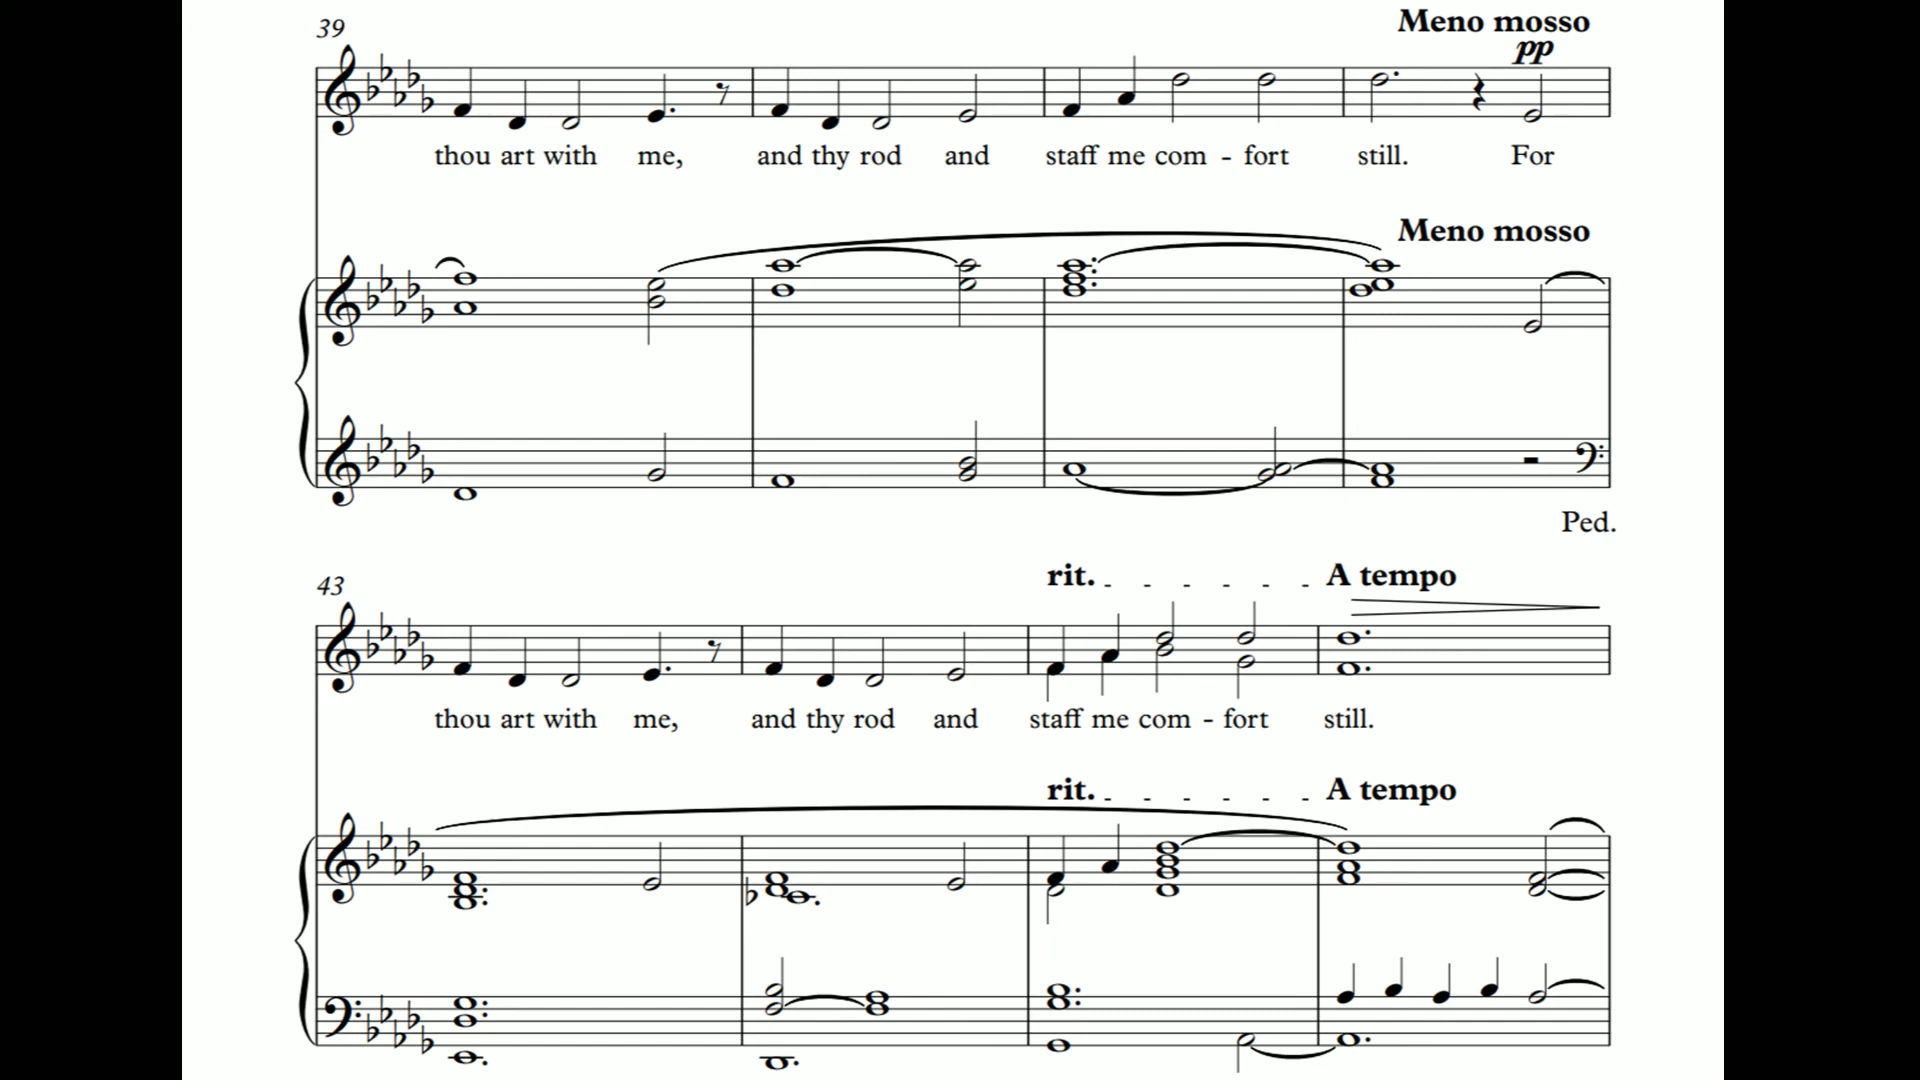 39
Meno mosso
pp
thou art with me, and thy rod and staff me com - fort still. For
Meno mosso
Ped.
43
rit. A tempo
thou art with me, and thy rod and staff me com - fort still.
rit. A tempo